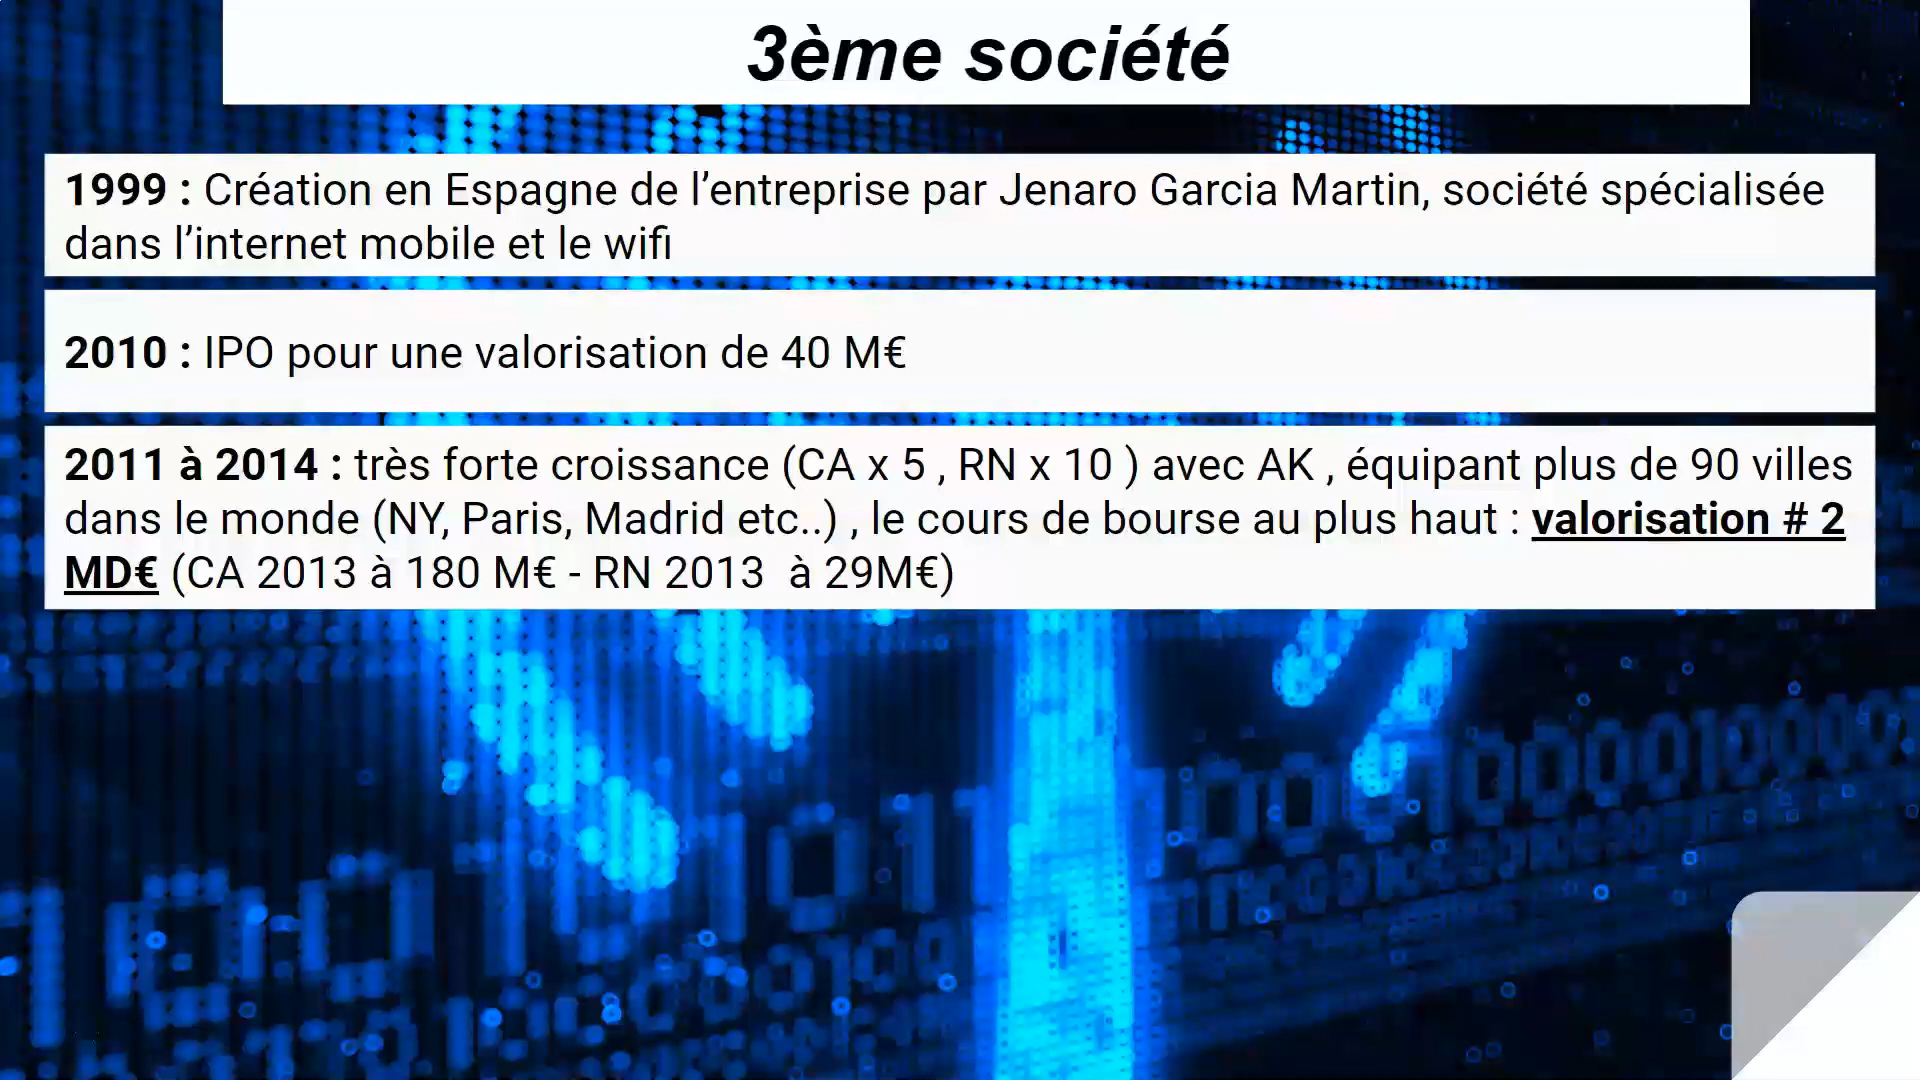 3ème société
1999 : Création en Espagne de l’entreprise par Jenaro Garcia Martin, société spécialisée
dans l’internet mobile et le wifi
2010 : IPO pour une valorisation de 40 M€
2011 à 2014 : très forte croissance (CA x 5 , RN x 10 ) avec AK , équipant plus de 90 villes
dans le monde (NY, Paris, Madrid etc..) , le cours de bourse au plus haut : valorisation # 2
MD€ (CA 2013 à 180 M€ - RN 2013  à 29M€)